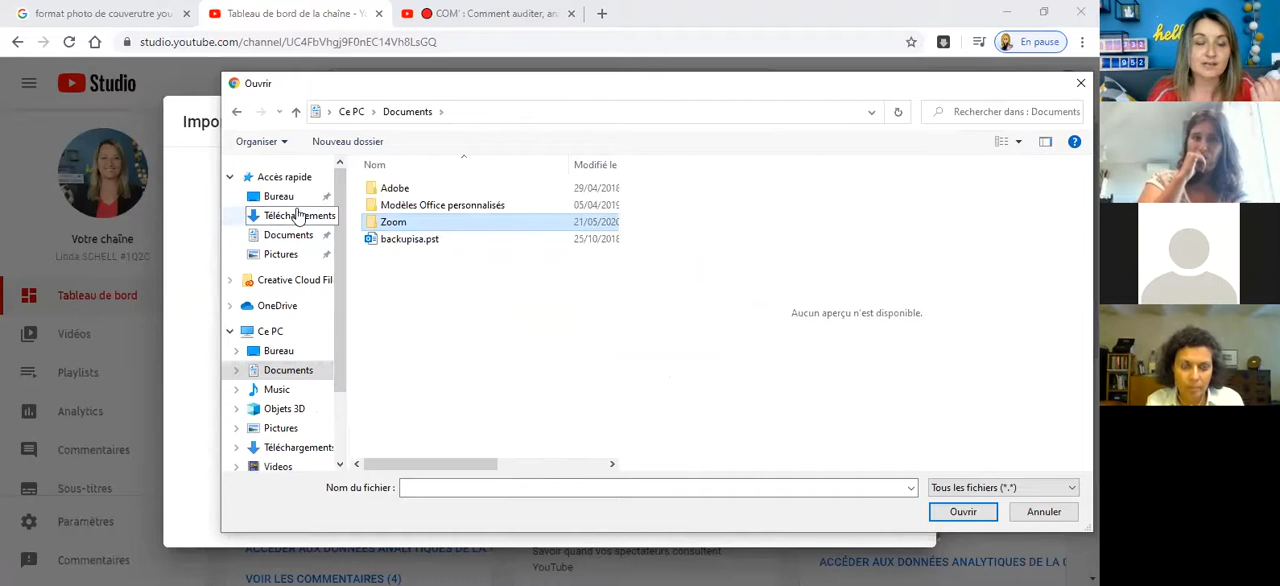 format photo de couverutre you
Tableau de bord de la chaîne - Yo
COM' : Comment auditer, an
studio.youtube.com/channel/UC4FbVhgj9F0nEC14Vh8LsGQ
En pause
Studio
Impo
Ouvrir
Ce PC
Documents
Rechercher dans : Documents
Organiser
Nouveau dossier
Nom
Modifié le
Accès rapide
Bureau
Téléchargements
Documents
Pictures
Creative Cloud Fil
OneDrive
Ce PC
Bureau
Documents
Music
Objets 3D
Pictures
Téléchargement
Videos
Adobe
29/04/2018
Modèles Office personnalisés
05/04/2019
Zoom
21/05/2020
backupisa.pst
25/10/2018
Aucun aperçu n'est disponible.
Nom du fichier :
Tous les fichiers (*.*)
Ouvrir
Annuler
Votre chaîne
Linda SCHELL #1Q2C
Tableau de bord
Vidéos
Playlists
Analytics
Commentaires
Sous-titres
Paramètres
Commentaires
ACCÉDER AUX DONNÉES ANALYTIQUES DE LA
VOIR LES COMMENTAIRES (4)
Savoir quand vos spectateurs consultent
YouTube
ACCÉDER AUX DONNÉES ANALYTIQUES DE LA C
hello
952